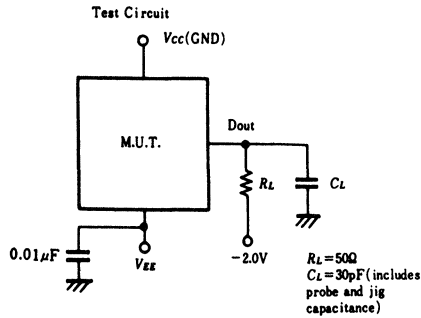 Test Circuit
Vcc(GND)
M.U.T.
Dout
RL
CL
0.01μF
VEE
−2.0V
RL=50Ω
CL=30pF(includes
probe and jig
capacitance)